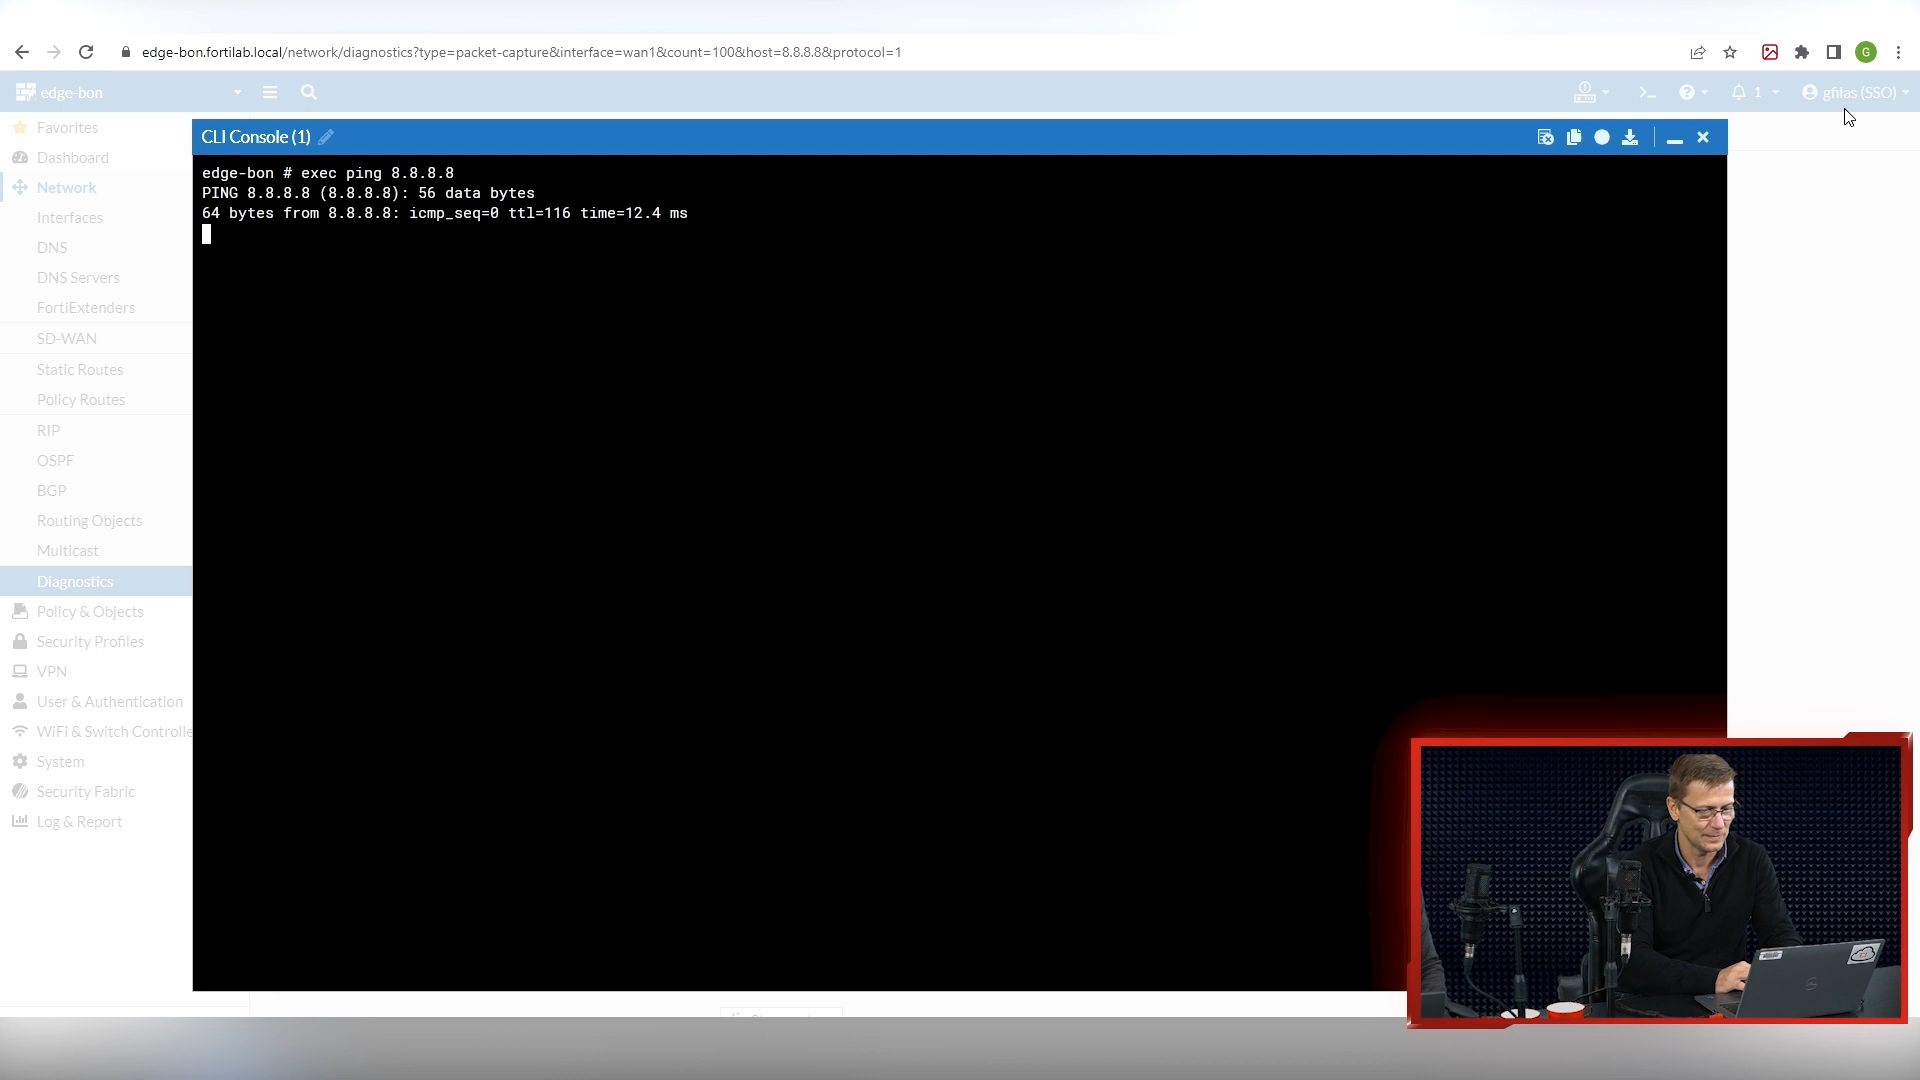 edge-bon.fortilab.local/network/diagnostics?type=packet-capture&interface=wan1&count=100&host=8.8.8.8&protocol=1
G
edge-bon
1
gfilas (SSO)
Favorites
Dashboard
Network
Interfaces
DNS
DNS Servers
FortiExtenders
SD-WAN
Static Routes
Policy Routes
RIP
OSPF
BGP
Routing Objects
Multicast
Diagnostics
Policy & Objects
Security Profiles
VPN
User & Authentication
WiFi & Switch Controlle
System
Security Fabric
Log & Report
CLI Console (1)
edge-bon # exec ping 8.8.8.8
PING 8.8.8.8 (8.8.8.8): 56 data bytes
64 bytes from 8.8.8.8: icmp_seq=0 ttl=116 time=12.4 ms